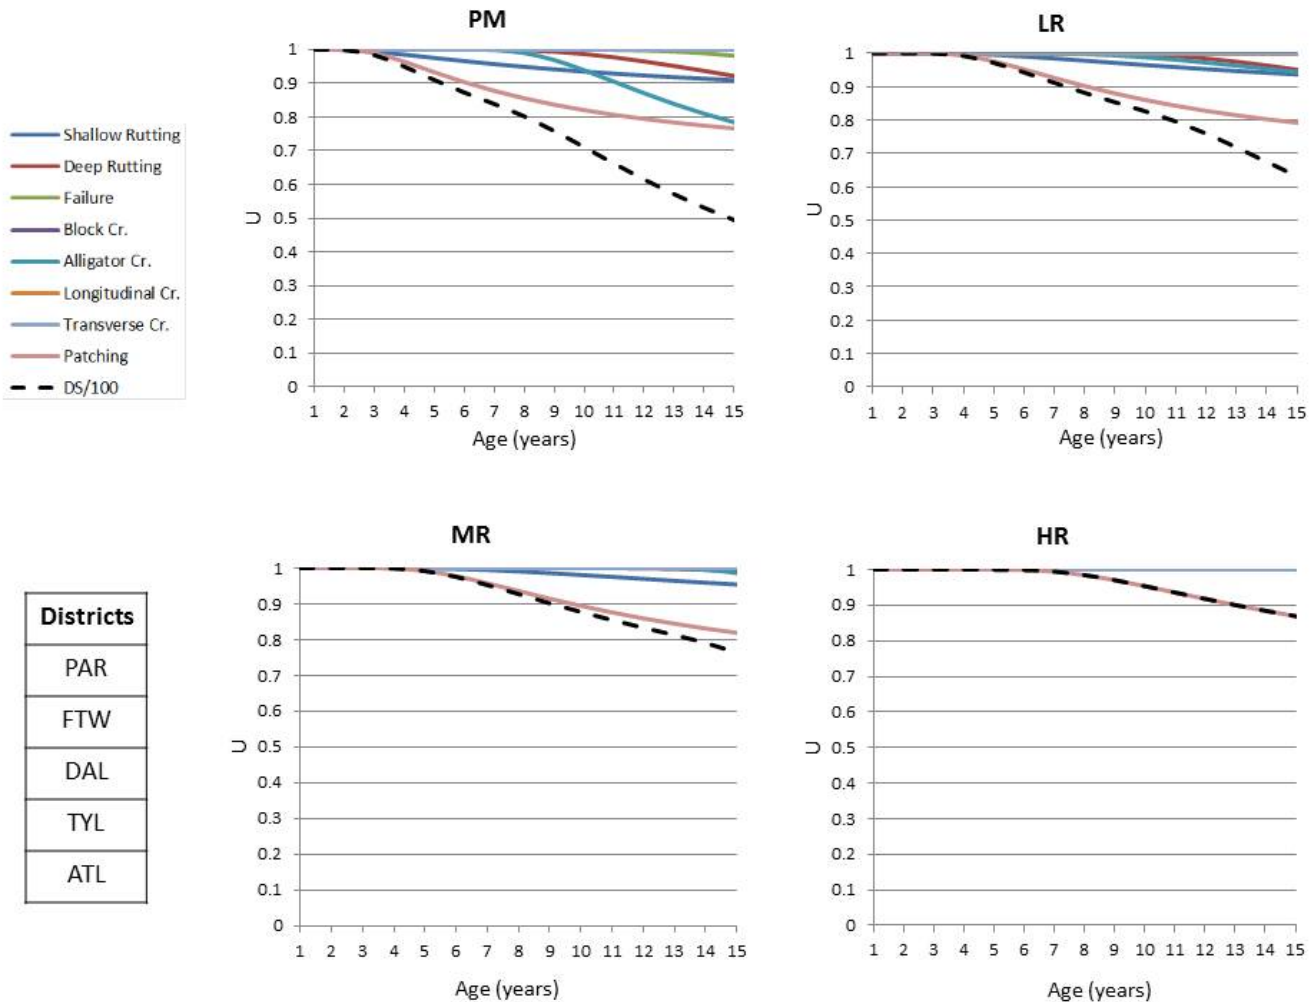 PM
1
0.9
0.8
0.7
0.6
0.5
0.4
0.3
0.2
0.1
0
U
1 2 3 4 5 6 7 8 9 10 11 12 13 14 15
Age (years)
LR
1
0.9
0.8
0.7
0.6
0.5
0.4
0.3
0.2
0.1
0
U
1 2 3 4 5 6 7 8 9 10 11 12 13 14 15
Age (years)
Shallow Rutting
Deep Rutting
Failure
Block Cr.
Alligator Cr.
Longitudinal Cr.
Transverse Cr.
Patching
DS/100
MR
1
0.9
0.8
0.7
0.6
0.5
0.4
0.3
0.2
0.1
0
U
1 2 3 4 5 6 7 8 9 10 11 12 13 14 15
Age (years)
HR
1
0.9
0.8
0.7
0.6
0.5
0.4
0.3
0.2
0.1
0
U
1 2 3 4 5 6 7 8 9 10 11 12 13 14 15
Age (years)
Districts
PAR
FTW
DAL
TYL
ATL